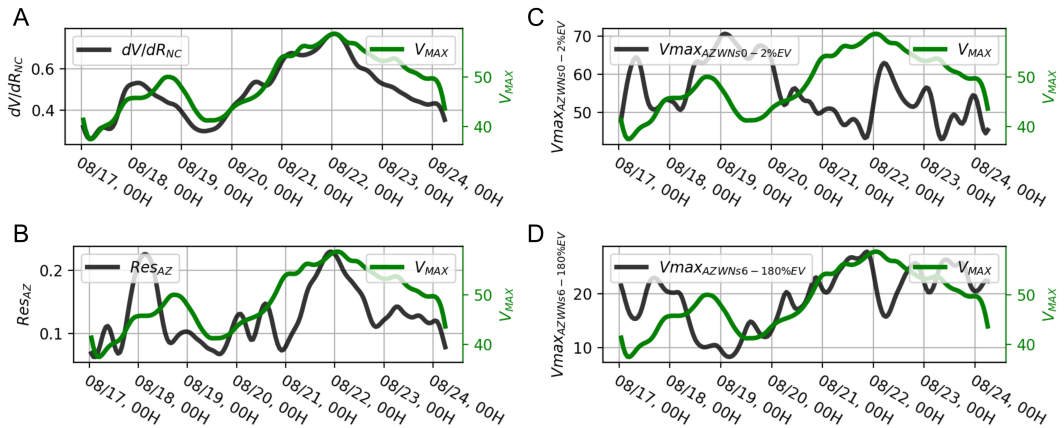 A
dV/dR_NC
0.6
0.4
dV/dR_NC
V_MAX
50
40
V_MAX
08/17, 00H
08/18, 00H
08/19, 00H
08/20, 00H
08/21, 00H
08/22, 00H
08/23, 00H
08/24, 00H
C
Vmax_AZWNs0−2%EV
70
60
50
Vmax_AZWNs0−2%EV
V_MAX
50
40
V_MAX
08/17, 00H
08/18, 00H
08/19, 00H
08/20, 00H
08/21, 00H
08/22, 00H
08/23, 00H
08/24, 00H
B
Res_AZ
0.2
0.1
Res_AZ
V_MAX
50
40
V_MAX
08/17, 00H
08/18, 00H
08/19, 00H
08/20, 00H
08/21, 00H
08/22, 00H
08/23, 00H
08/24, 00H
D
Vmax_AZWNs6−180%EV
20
10
Vmax_AZWNs6−180%EV
V_MAX
50
40
V_MAX
08/17, 00H
08/18, 00H
08/19, 00H
08/20, 00H
08/21, 00H
08/22, 00H
08/23, 00H
08/24, 00H